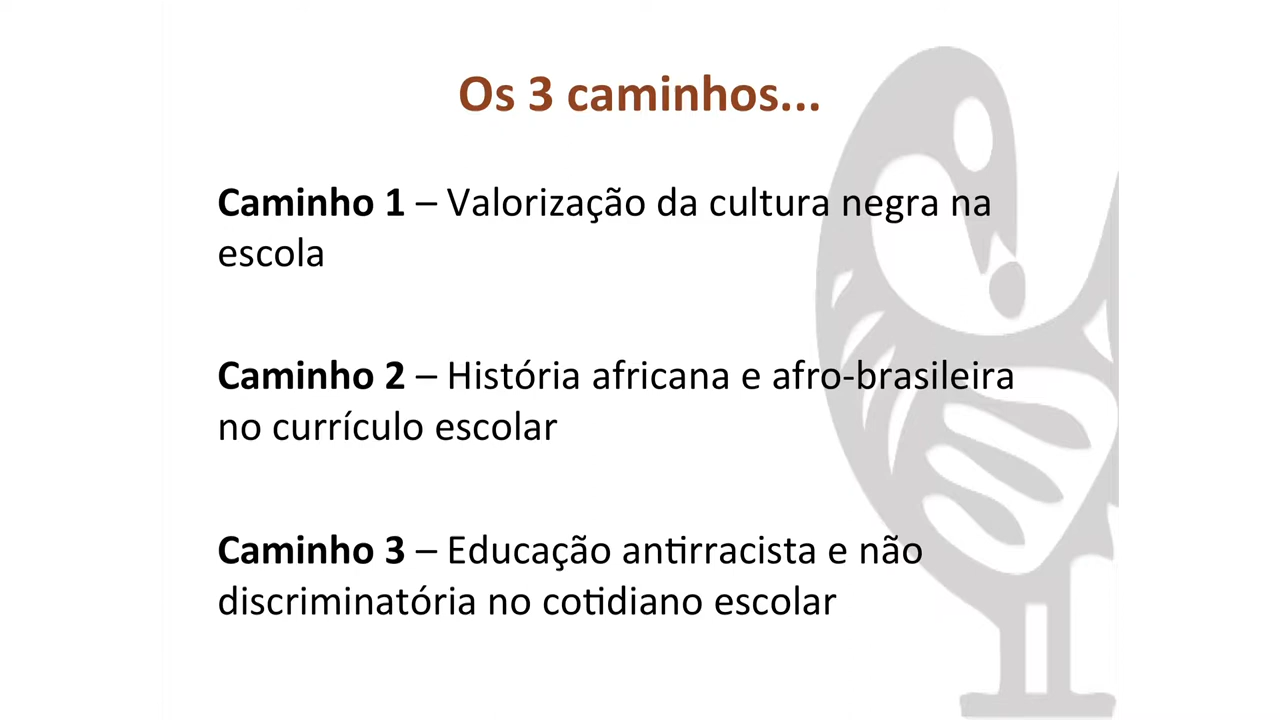 Os 3 caminhos...
Caminho 1 – Valorização da cultura negra na
escola
Caminho 2 – História africana e afro-brasileira
no currículo escolar
Caminho 3 – Educação antirracista e não
discriminatória no cotidiano escolar